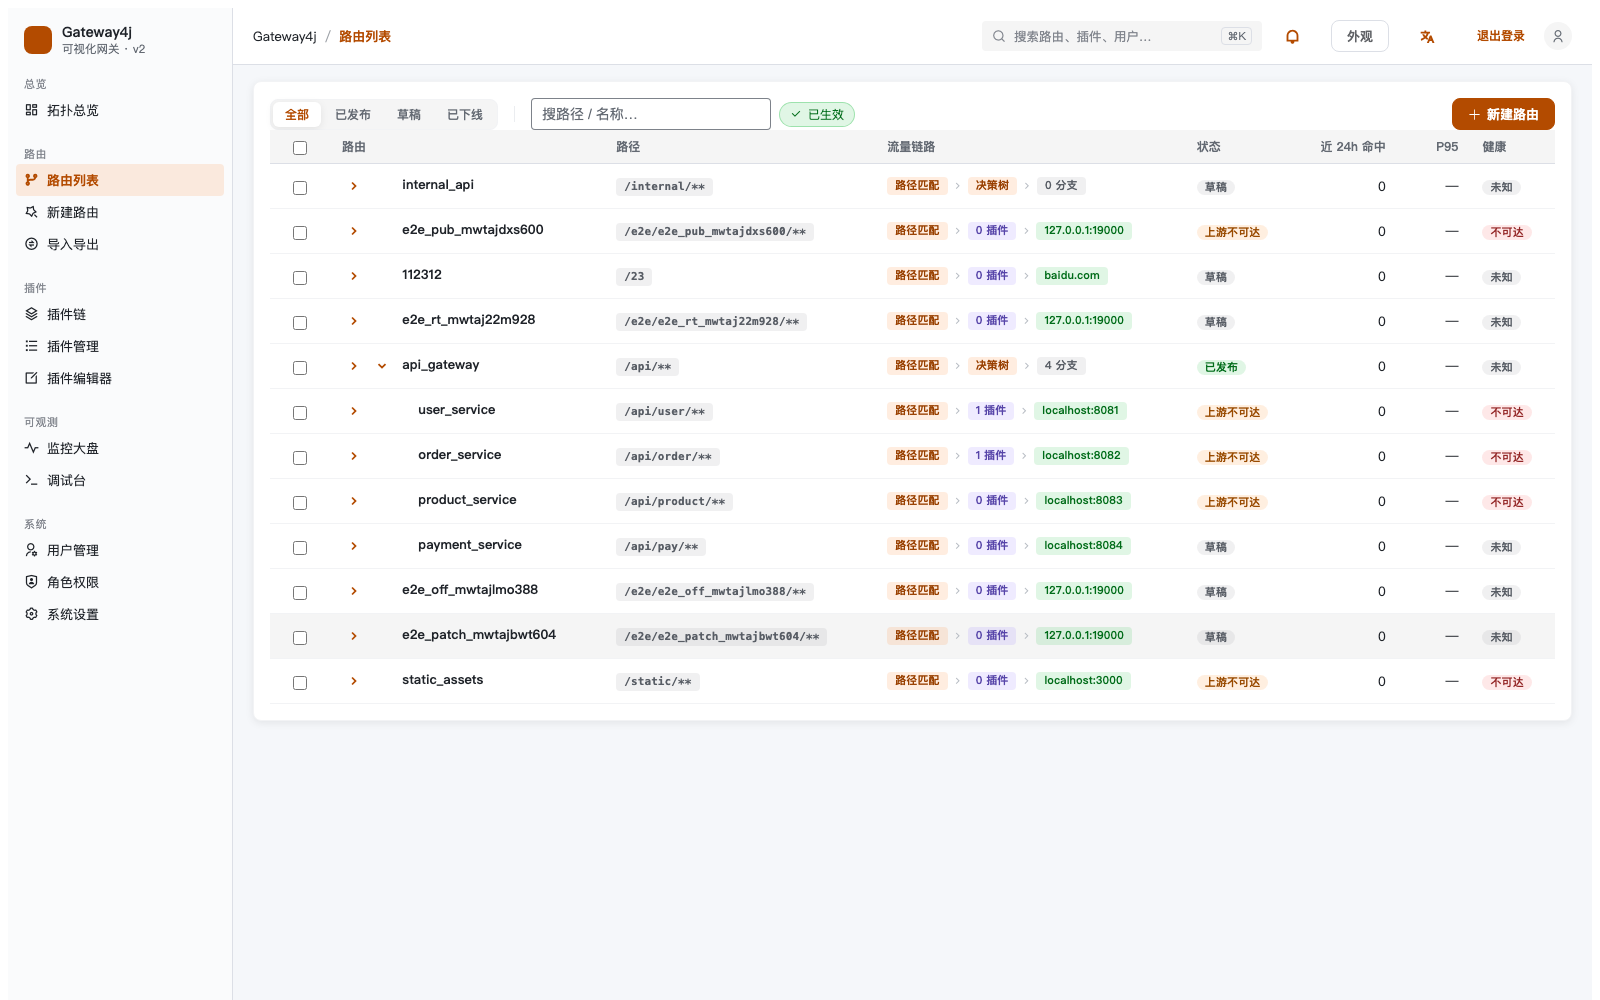 Gateway4j
可视化网关 · v2
总览
拓扑总览
路由
路由列表
新建路由
导入导出
插件
插件链
插件管理
插件编辑器
可观测
监控大盘
调试台
系统
用户管理
角色权限
系统设置
Gateway4j / 路由列表
搜索路由、插件、用户... ⌘K
外观
退出登录
全部 已发布 草稿 已下线
搜路径 / 名称...
已生效
新建路由
路由 路径 流量链路 状态 近 24h 命中 P95 健康
internal_api /internal/** 路径匹配 › 决策树 › 0 分支 草稿 0 — 未知
e2e_pub_mwtajdxs600 /e2e/e2e_pub_mwtajdxs600/** 路径匹配 › 0 插件 › 127.0.0.1:19000 上游不可达 0 — 不可达
112312 /23 路径匹配 › 0 插件 › baidu.com 草稿 0 — 未知
e2e_rt_mwtaj22m928 /e2e/e2e_rt_mwtaj22m928/** 路径匹配 › 0 插件 › 127.0.0.1:19000 草稿 0 — 未知
api_gateway /api/** 路径匹配 › 决策树 › 4 分支 已发布 0 — 未知
user_service /api/user/** 路径匹配 › 1 插件 › localhost:8081 上游不可达 0 — 不可达
order_service /api/order/** 路径匹配 › 1 插件 › localhost:8082 上游不可达 0 — 不可达
product_service /api/product/** 路径匹配 › 0 插件 › localhost:8083 上游不可达 0 — 不可达
payment_service /api/pay/** 路径匹配 › 0 插件 › localhost:8084 草稿 0 — 未知
e2e_off_mwtajlmo388 /e2e/e2e_off_mwtajlmo388/** 路径匹配 › 0 插件 › 127.0.0.1:19000 草稿 0 — 未知
e2e_patch_mwtajbwt604 /e2e/e2e_patch_mwtajbwt604/** 路径匹配 › 0 插件 › 127.0.0.1:19000 草稿 0 — 未知
static_assets /static/** 路径匹配 › 0 插件 › localhost:3000 上游不可达 0 — 不可达